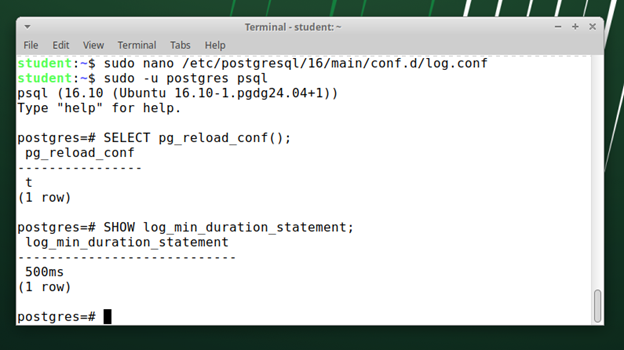 Terminal - student: ~
File Edit View Terminal Tabs Help
student:~$ sudo nano /etc/postgresql/16/main/conf.d/log.conf
student:~$ sudo -u postgres psql
psql (16.10 (Ubuntu 16.10-1.pgdg24.04+1))
Type "help" for help.
postgres=# SELECT pg_reload_conf();
pg_reload_conf
----------------
t
(1 row)
postgres=# SHOW log_min_duration_statement;
log_min_duration_statement
----------------------------
500ms
(1 row)
postgres=#